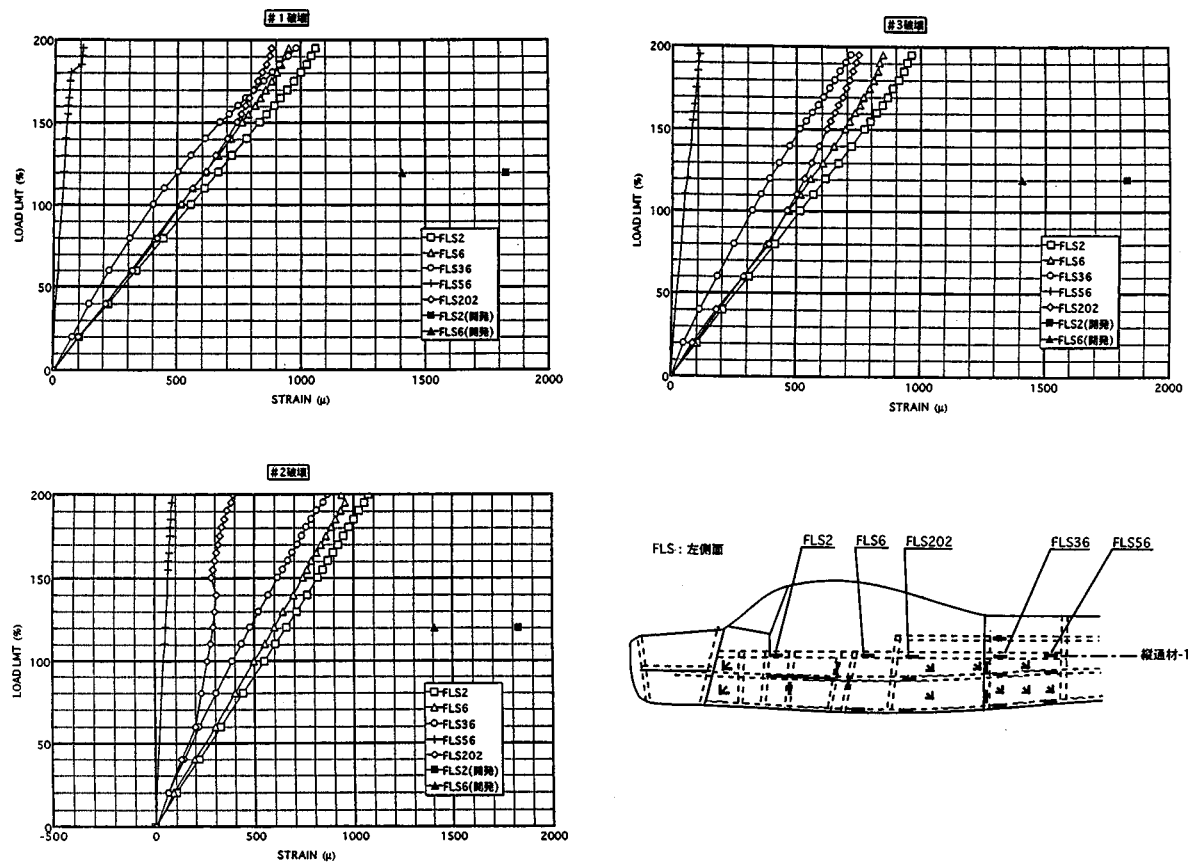 #1破壊
200
150
100
50
0
LOAD LMT (%)
0 500 1000 1500 2000
STRAIN (μ)
FLS2
FLS6
FLS36
FLS56
FLS202
FLS2(開発)
FLS6(開発)
#3破壊
200
150
100
50
0
LOAD LMT (%)
0 500 1000 1500 2000
STRAIN (μ)
FLS2
FLS6
FLS36
FLS56
FLS202
FLS2(開発)
FLS6(開発)
#2破壊
200
150
100
50
0
LOAD LMT (%)
-500 0 500 1000 1500 2000
STRAIN (μ)
FLS2
FLS6
FLS36
FLS56
FLS202
FLS2(開発)
FLS6(開発)
FLS:左側面
FLS2 FLS6 FLS202 FLS36 FLS56
縦通材-1